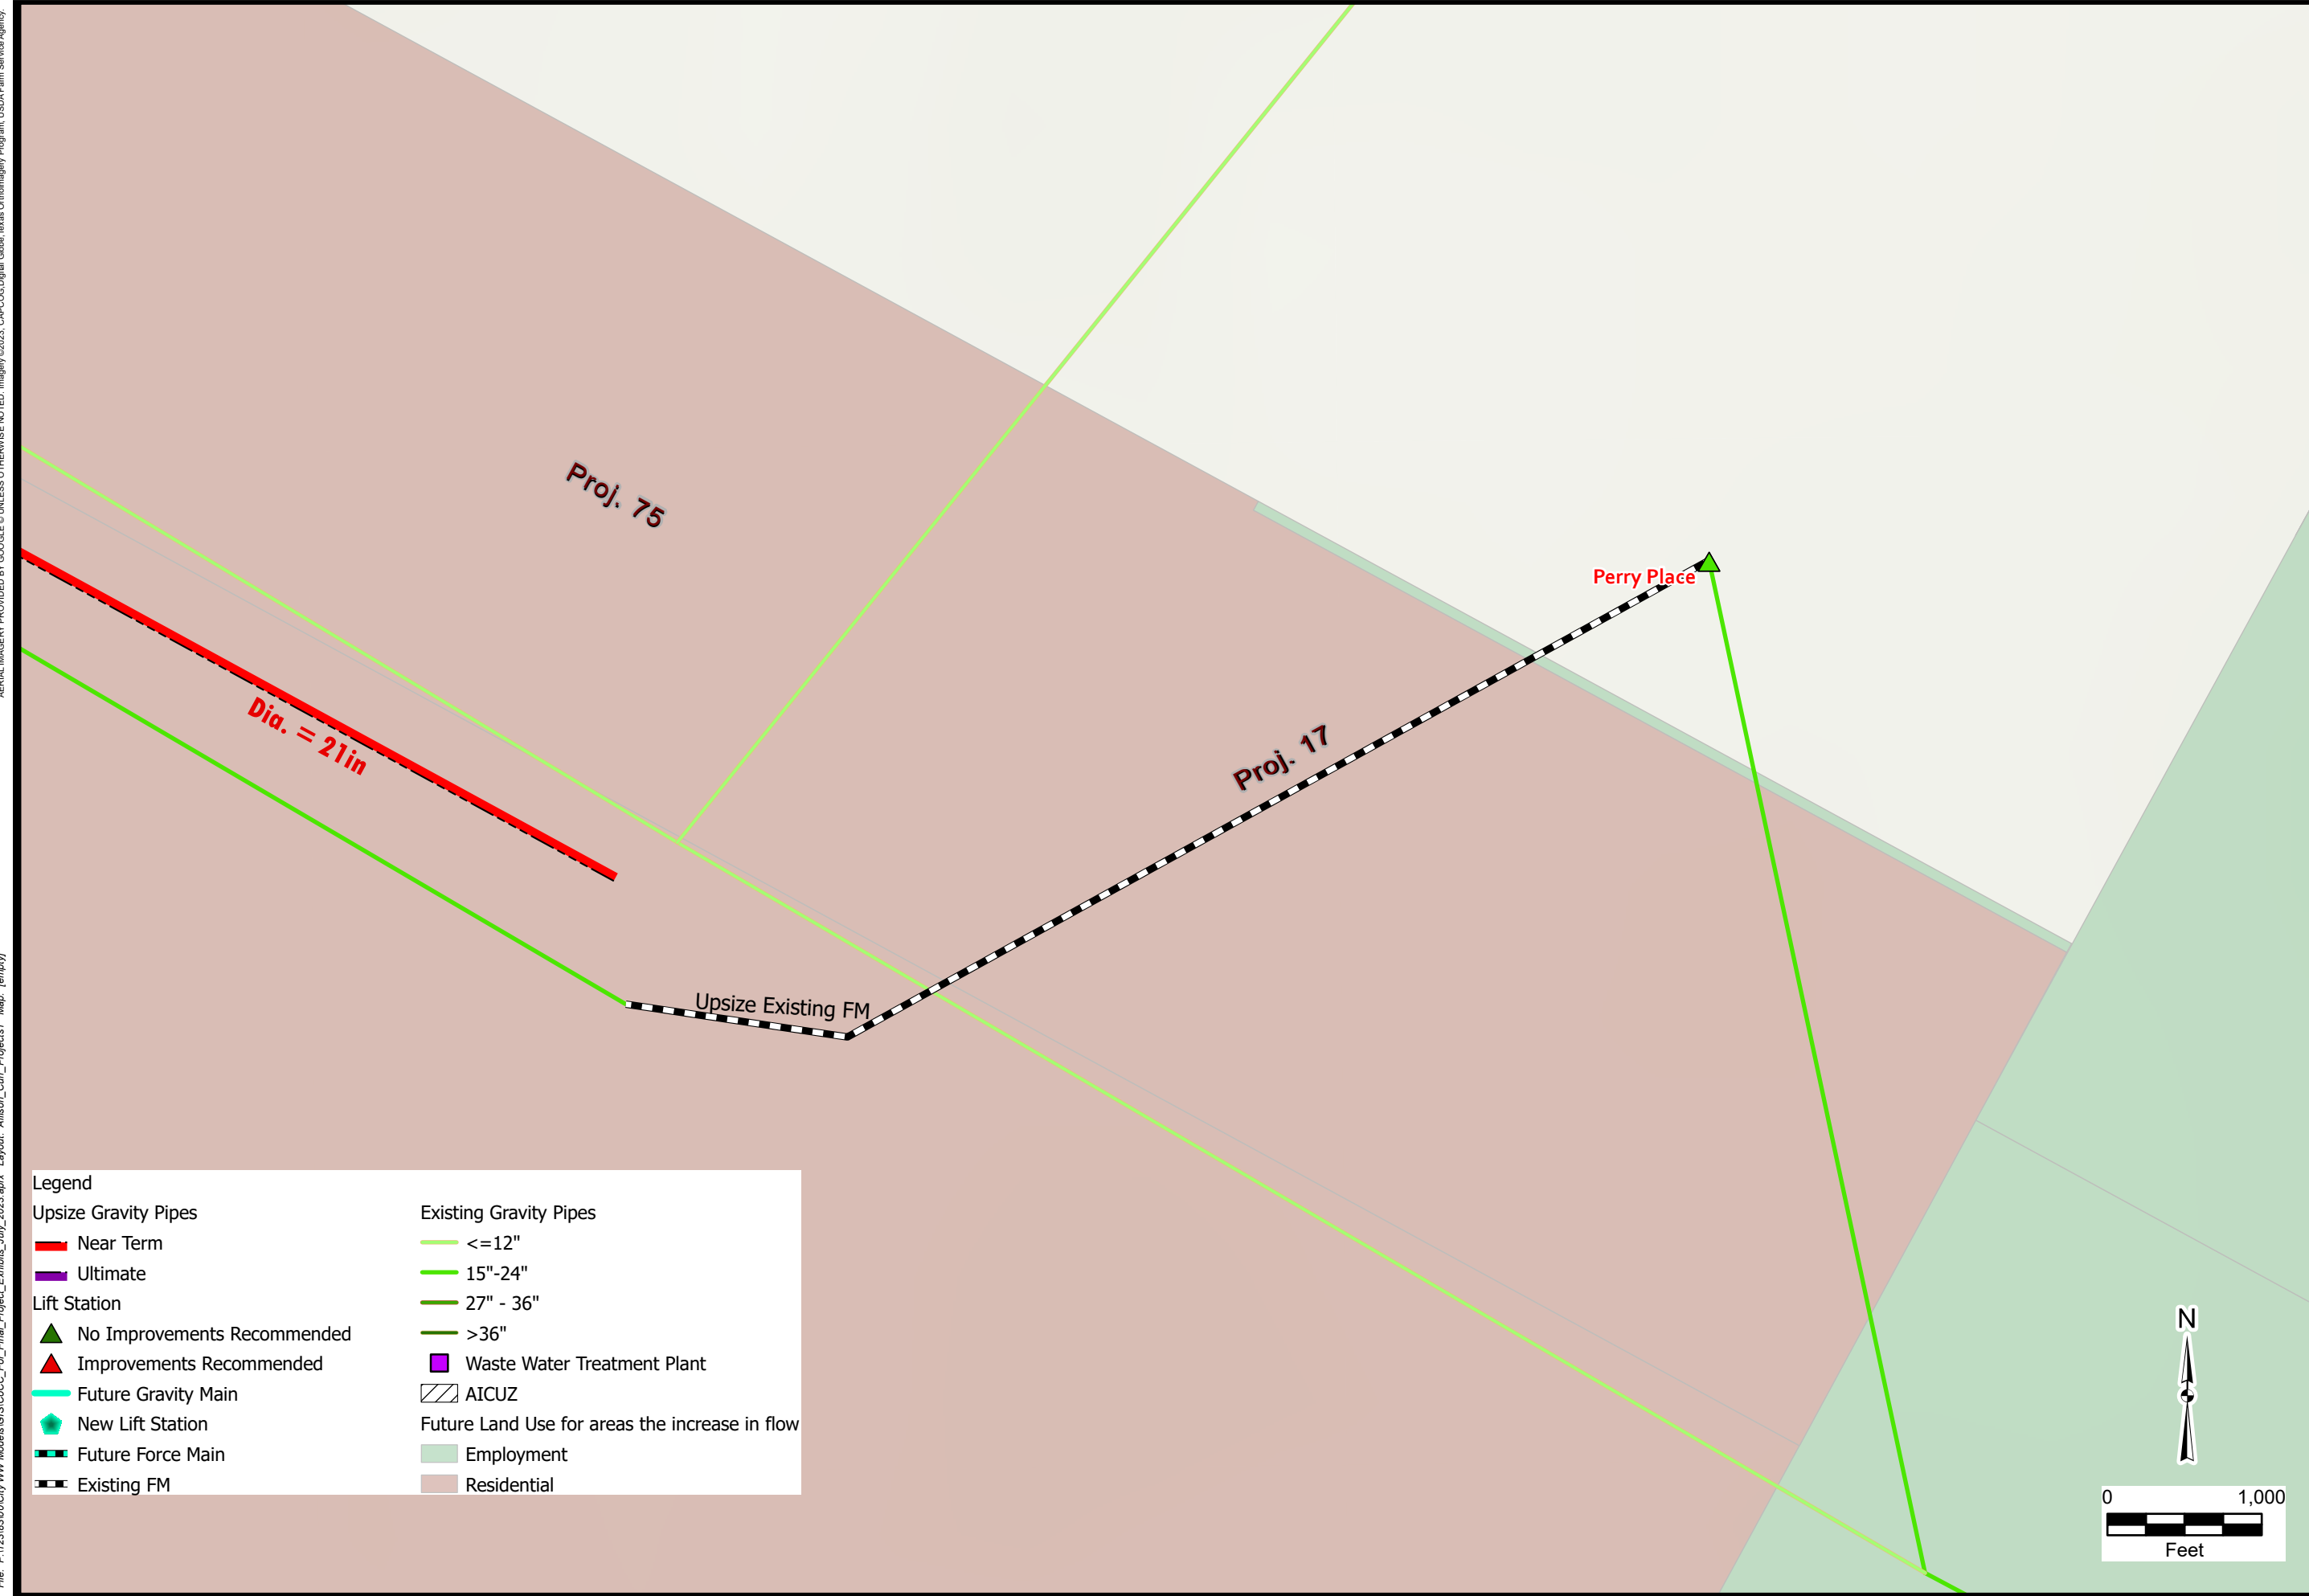 Proj. 75
Perry Place
Proj. 17
Dia. = 21in
Upsize Existing FM
Legend
Upsize Gravity Pipes
Near Term
Ultimate
Lift Station
No Improvements Recommended
Improvements Recommended
Future Gravity Main
New Lift Station
Future Force Main
Existing FM
Existing Gravity Pipes
<=12"
15"-24"
27" - 36"
>36"
Waste Water Treatment Plant
AICUZ
Future Land Use for areas the increase in flow
Employment
Residential
N
0 1,000
Feet